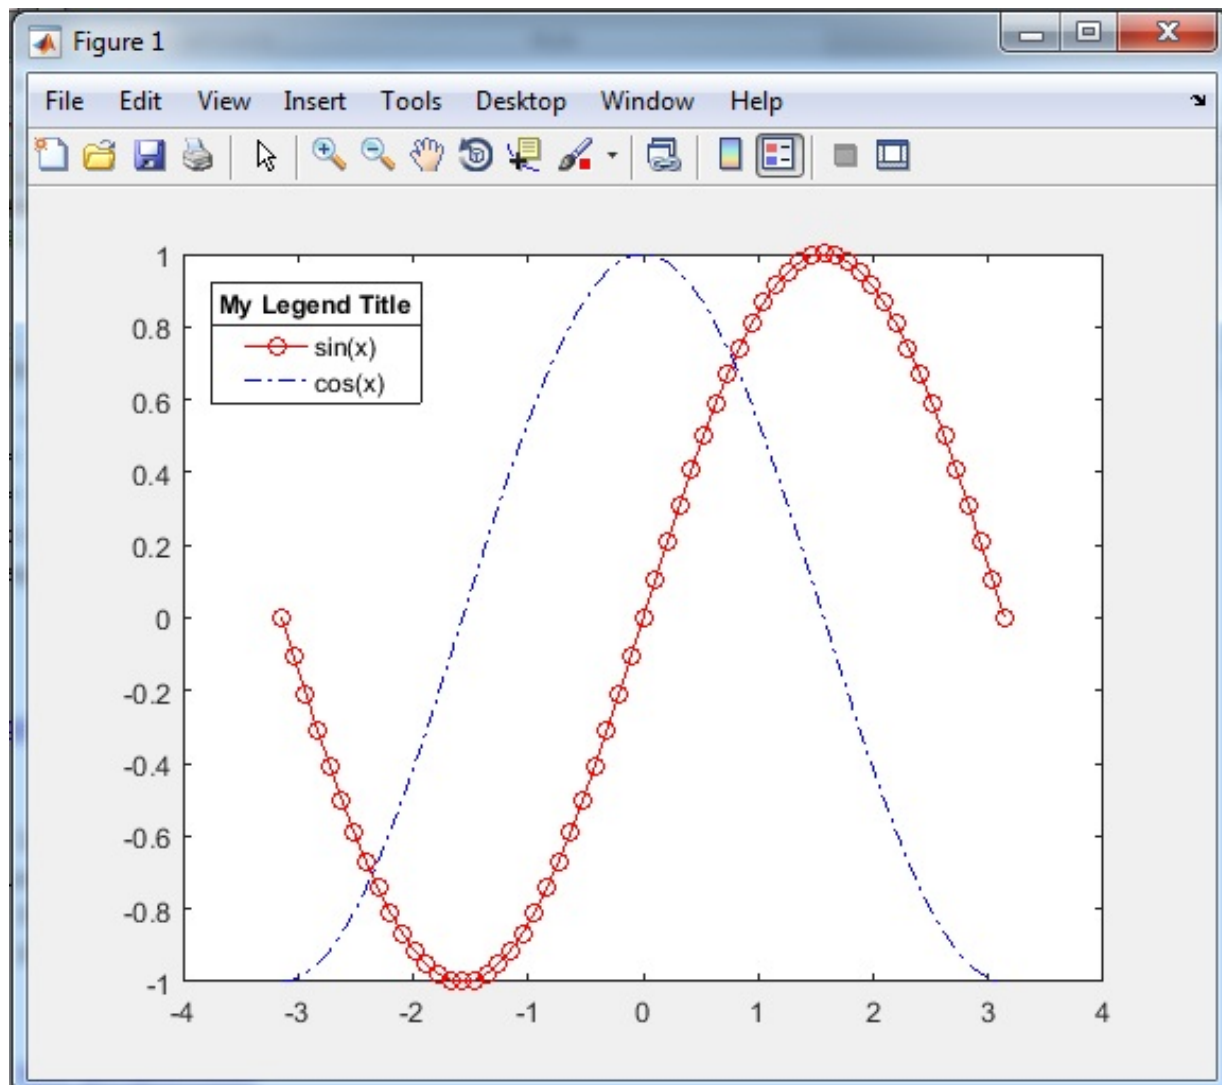 Figure 1
File Edit View Insert Tools Desktop Window Help
My Legend Title
sin(x)
cos(x)
1
0.8
0.6
0.4
0.2
0
-0.2
-0.4
-0.6
-0.8
-1
-4 -3 -2 -1 0 1 2 3 4